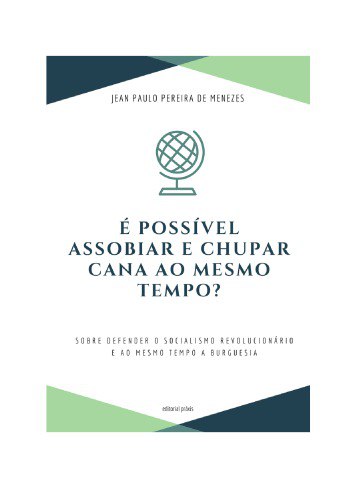 JEAN PAULO PEREIRA DE MENEZES
É POSSÍVEL
ASSOBIAR E CHUPAR
CANA AO MESMO
TEMPO?
SOBRE DEFENDER O SOCIALISMO REVOLUCIONÁRIO
E AO MESMO TEMPO A BURGUESIA
editorial práxis